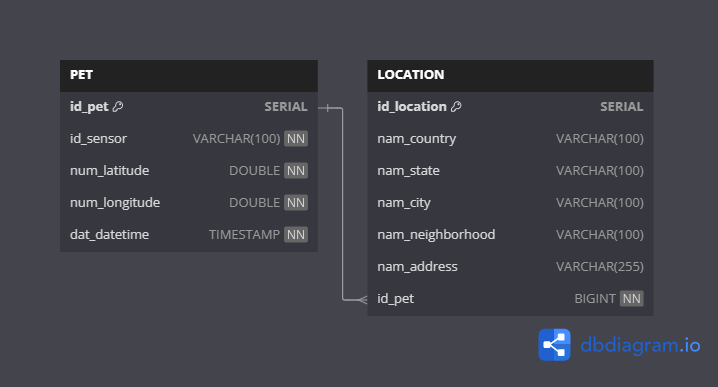 PET
id_pet SERIAL
id_sensor VARCHAR(100) NN
num_latitude DOUBLE NN
num_longitude DOUBLE NN
dat_datetime TIMESTAMP NN
LOCATION
id_location SERIAL
nam_country VARCHAR(100)
nam_state VARCHAR(100)
nam_city VARCHAR(100)
nam_neighborhood VARCHAR(100)
nam_address VARCHAR(255)
id_pet BIGINT NN
dbdiagram.io